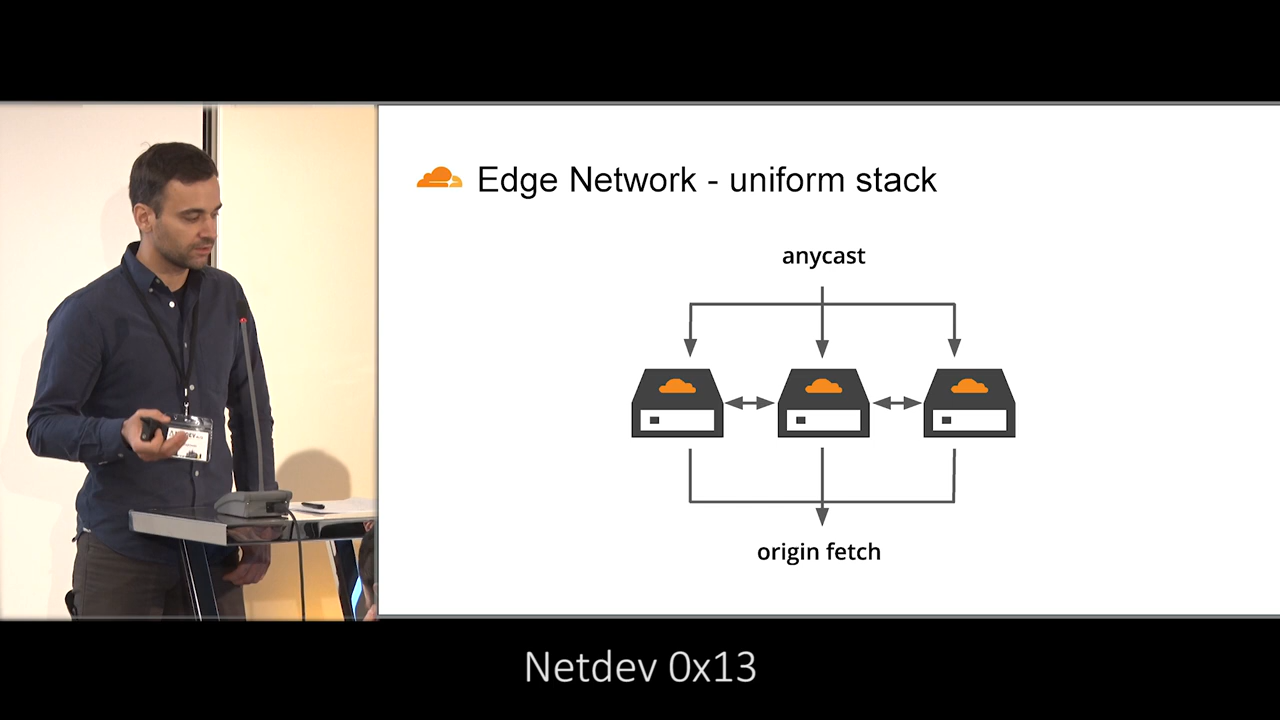 Edge Network - uniform stack
anycast
origin fetch
Netdev 0x13